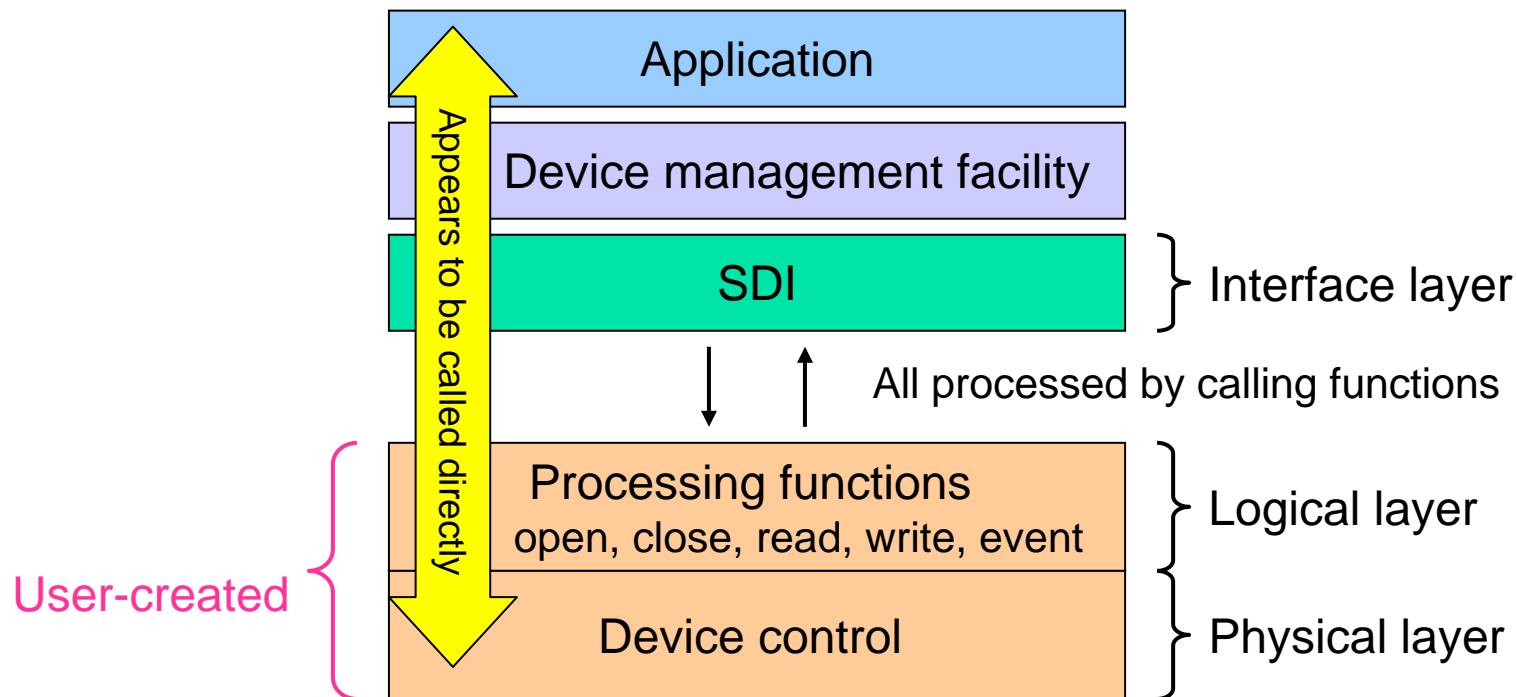 Application
Device management facility
SDI
Interface layer
Appears to be called directly
All processed by calling functions
Processing functions
open, close, read, write, event
Logical layer
User-created
Device control
Physical layer